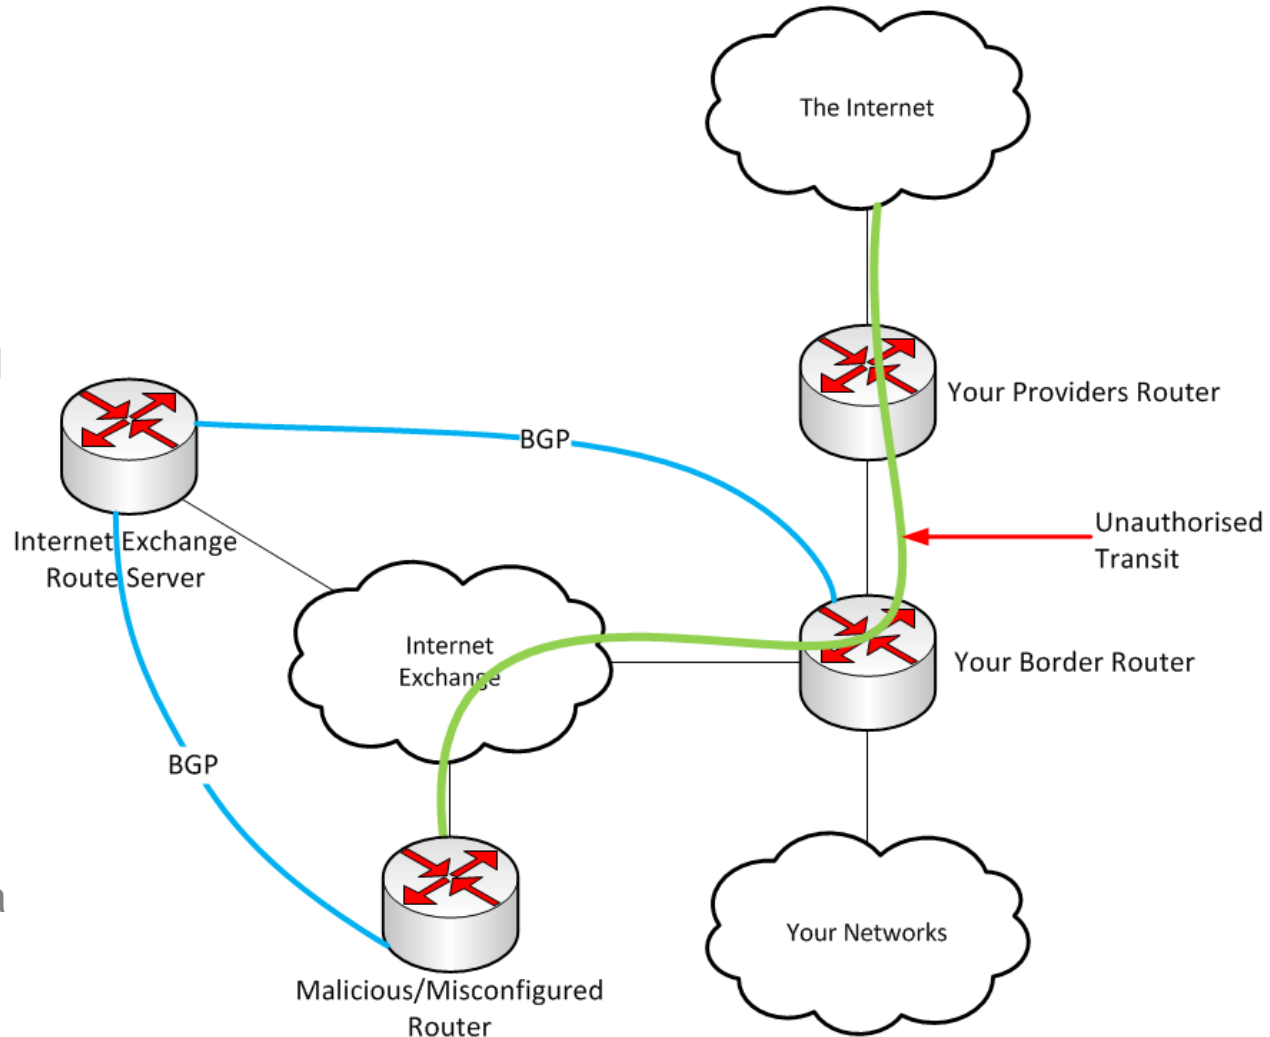 The Internet
Your Providers Router
BGP
Unauthorised
Transit
Internet Exchange
Route Server
Internet
Exchange
Your Border Router
BGP
Your Networks
Malicious/Misconfigured
Router
a